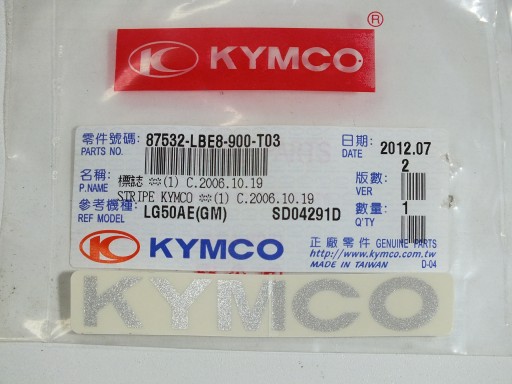 ®
KYMCO
零件號碼: 87532-LBE8-900-T03
PARTS NO.
日期: 2012.07
DATE
名稱: 標誌 ※(1) C.2006.10.19
P.NAME STRIPE KYMCO ※(1) C.2006.10.19
版數: 2
VER
參考機種: LG50AE(GM) SD04291D
REF MODEL
數量: 1
Q'TY
KYMCO
正廠零件 GENUINE PARTS
http://www.kymco.com.tw
MADE IN TAIWAN D-04
KYMCO